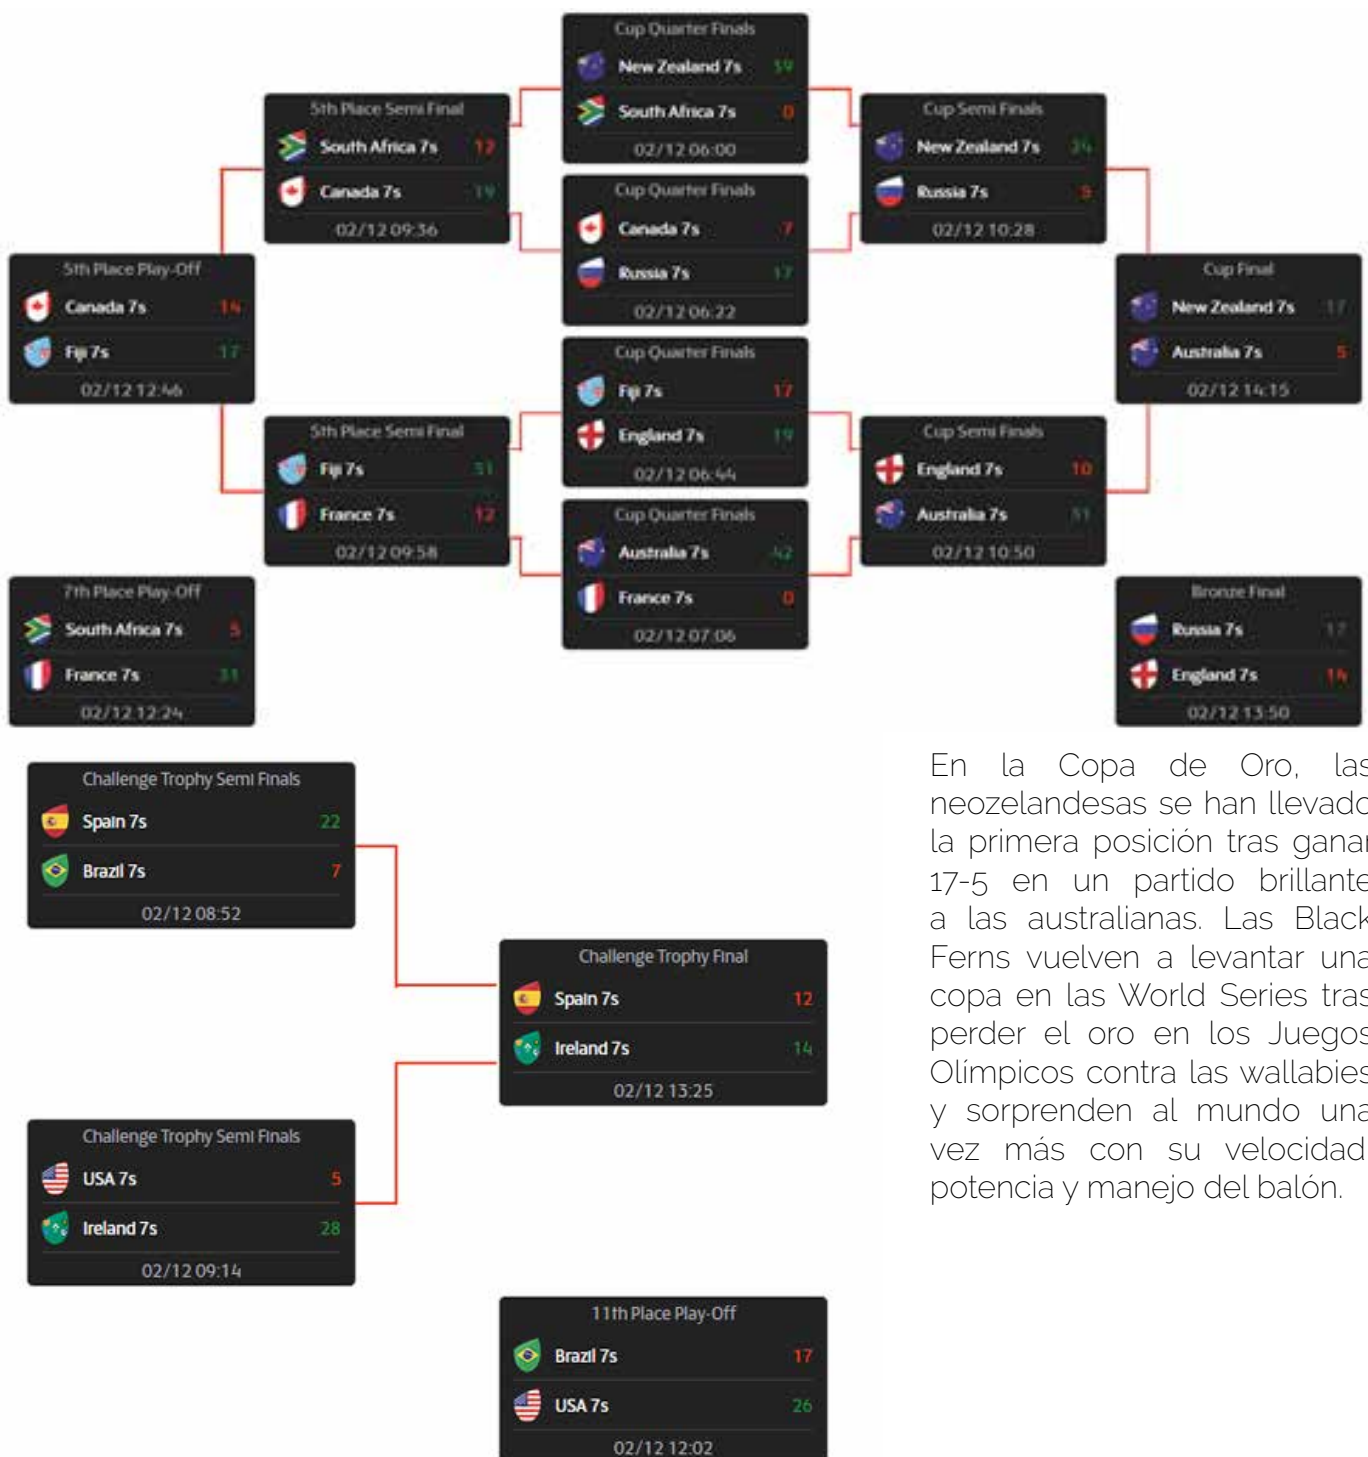 Cup Quarter Finals
New Zealand 7s
South Africa 7s 0
02/12 06:00
5th Place Semi Final
South Africa 7s 12
Canada 7s 19
02/12 09:36
Cup Semi Finals
New Zealand 7s
Russia 7s
02/12 10:28
Cup Quarter Finals
Canada 7s 7
Russia 7s 17
02/12 06:22
5th Place Play-Off
Canada 7s 14
Fiji 7s 17
02/12 12:46
Cup Final
New Zealand 7s 17
Australia 7s 5
02/12 14:15
Cup Quarter Finals
Fiji 7s 17
England 7s 19
02/12 06:44
5th Place Semi Final
Fiji 7s
France 7s 12
02/12 09:58
Cup Semi Finals
England 7s 10
Australia 7s
02/12 10:50
Cup Quarter Finals
Australia 7s 42
France 7s 0
02/12 07:06
7th Place Play-Off
South Africa 7s 5
France 7s
02/12 12:24
Bronze Final
Russia 7s 17
England 7s 14
02/12 13:50
Challenge Trophy Semi Finals
Spain 7s 22
Brazil 7s 7
02/12 08:52
Challenge Trophy Final
Spain 7s 12
Ireland 7s 14
02/12 13:25
Challenge Trophy Semi Finals
USA 7s 5
Ireland 7s 28
02/12 09:14
11th Place Play-Off
Brazil 7s 17
USA 7s 26
02/12 12:02
En la Copa de Oro, las
neozelandesas se han llevado
la primera posición tras ganar
17-5 en un partido brillante
a las australianas. Las Black
Ferns vuelven a levantar una
copa en las World Series tras
perder el oro en los Juegos
Olímpicos contra las wallabies
y sorprenden al mundo una
vez más con su velocidad,
potencia y manejo del balón.